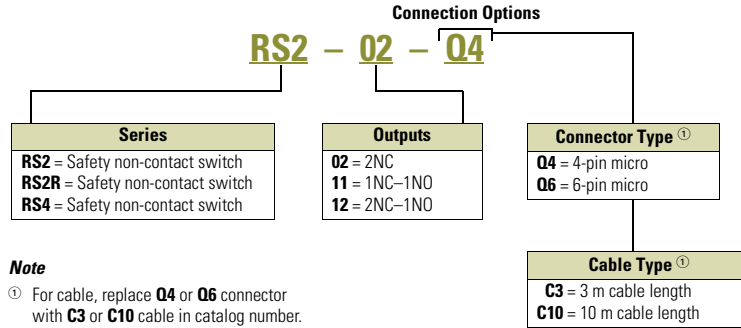 Connection Options
RS2 – 02 – Q4
Series
RS2 = Safety non-contact switch
RS2R = Safety non-contact switch
RS4 = Safety non-contact switch
Outputs
02 = 2NC
11 = 1NC–1NO
12 = 2NC–1NO
Connector Type ①
Q4 = 4-pin micro
Q6 = 6-pin micro
Cable Type ①
C3 = 3 m cable length
C10 = 10 m cable length
Note
① For cable, replace Q4 or Q6 connector
with C3 or C10 cable in catalog number.